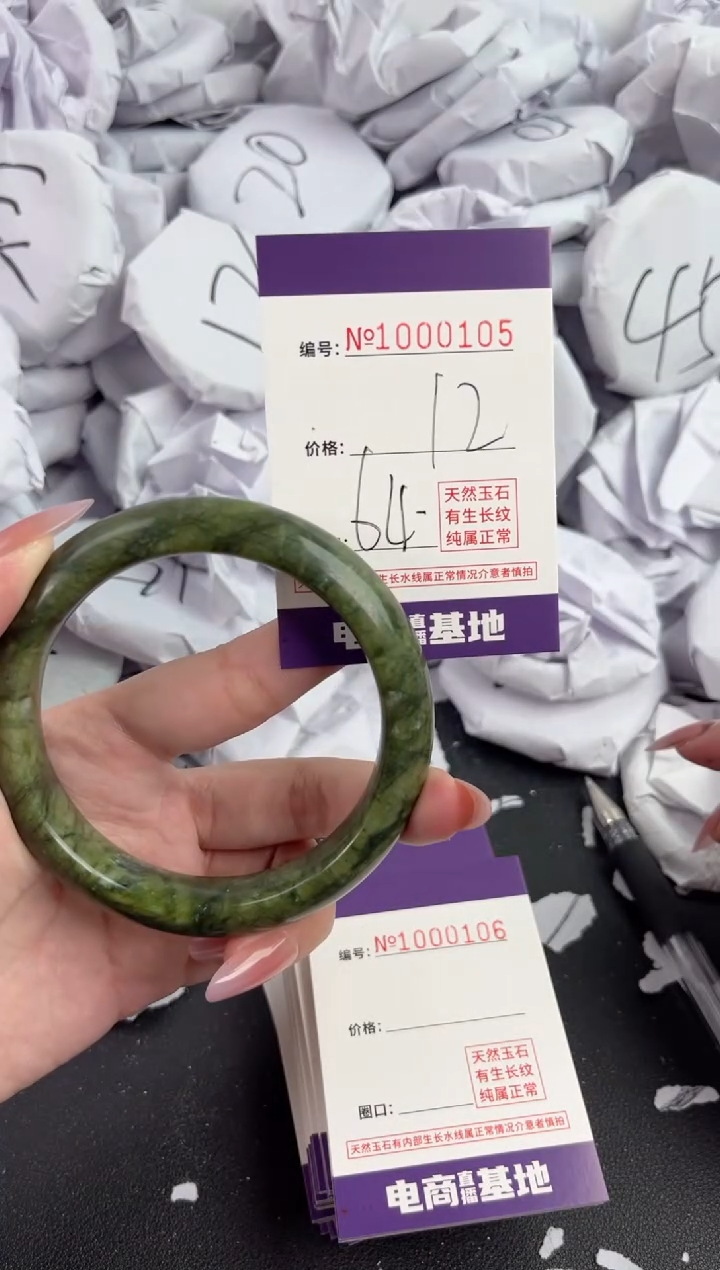 20
45
编号: №1000105
价格: 12
64-
天然玉石
有生长纹
纯属正常
生长水线属正常情况介意者慎拍
电商直播基地
编号: №1000106
价格:
圈口:
天然玉石
有生长纹
纯属正常
天然玉石有内部生长水线属正常情况介意者慎拍
电商直播基地